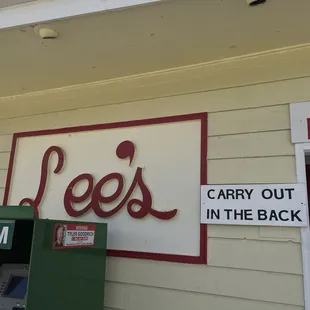 Lee's
CARRY OUT
IN THE BACK